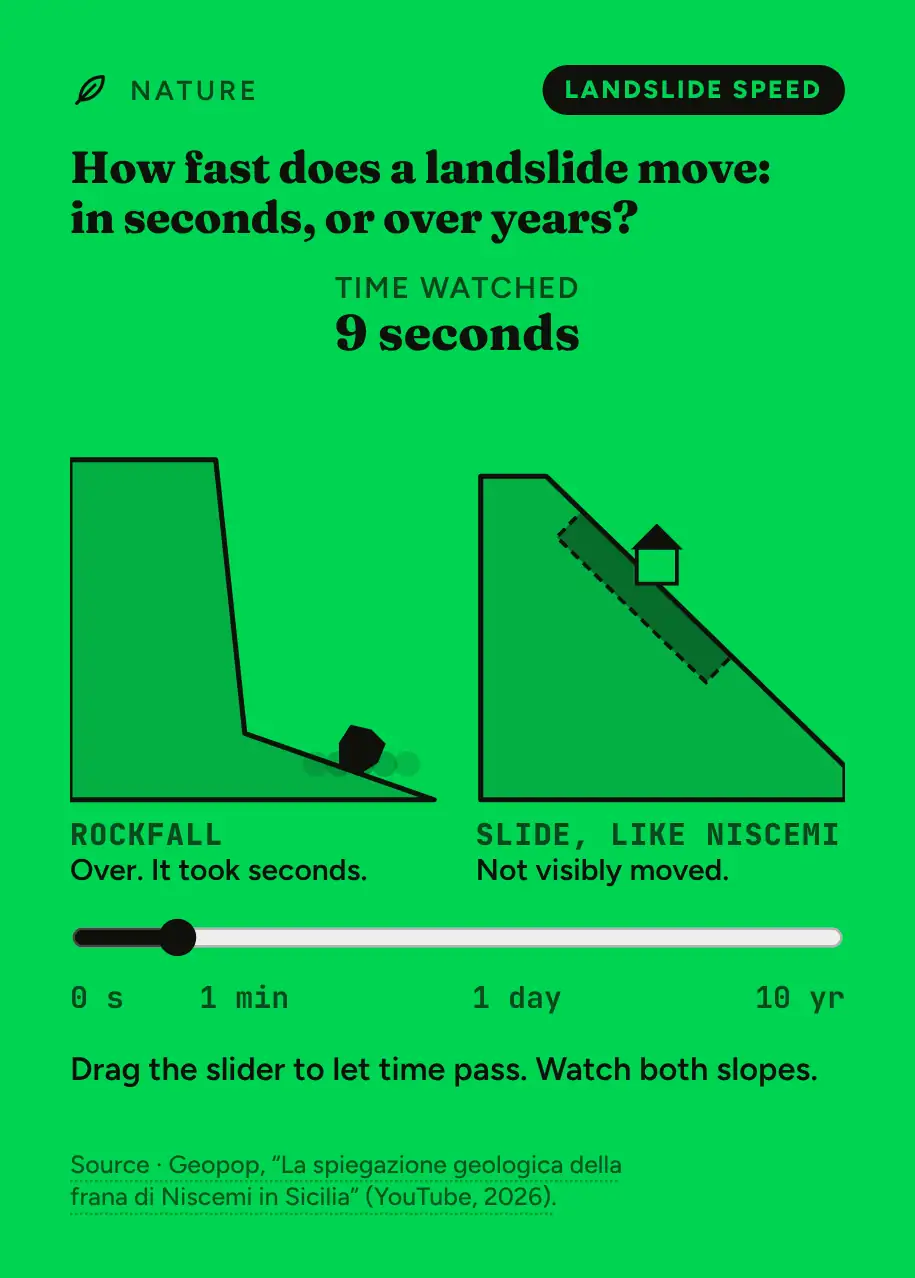 NATURE
LANDSLIDE SPEED
How fast does a landslide move:
in seconds, or over years?
TIME WATCHED
9 seconds
ROCKFALL
Over. It took seconds.
SLIDE, LIKE NISCEMI
Not visibly moved.
0 s
1 min
1 day
10 yr
Drag the slider to let time pass. Watch both slopes.
Source · Geopop, “La spiegazione geologica della
frana di Niscemi in Sicilia” (YouTube, 2026).